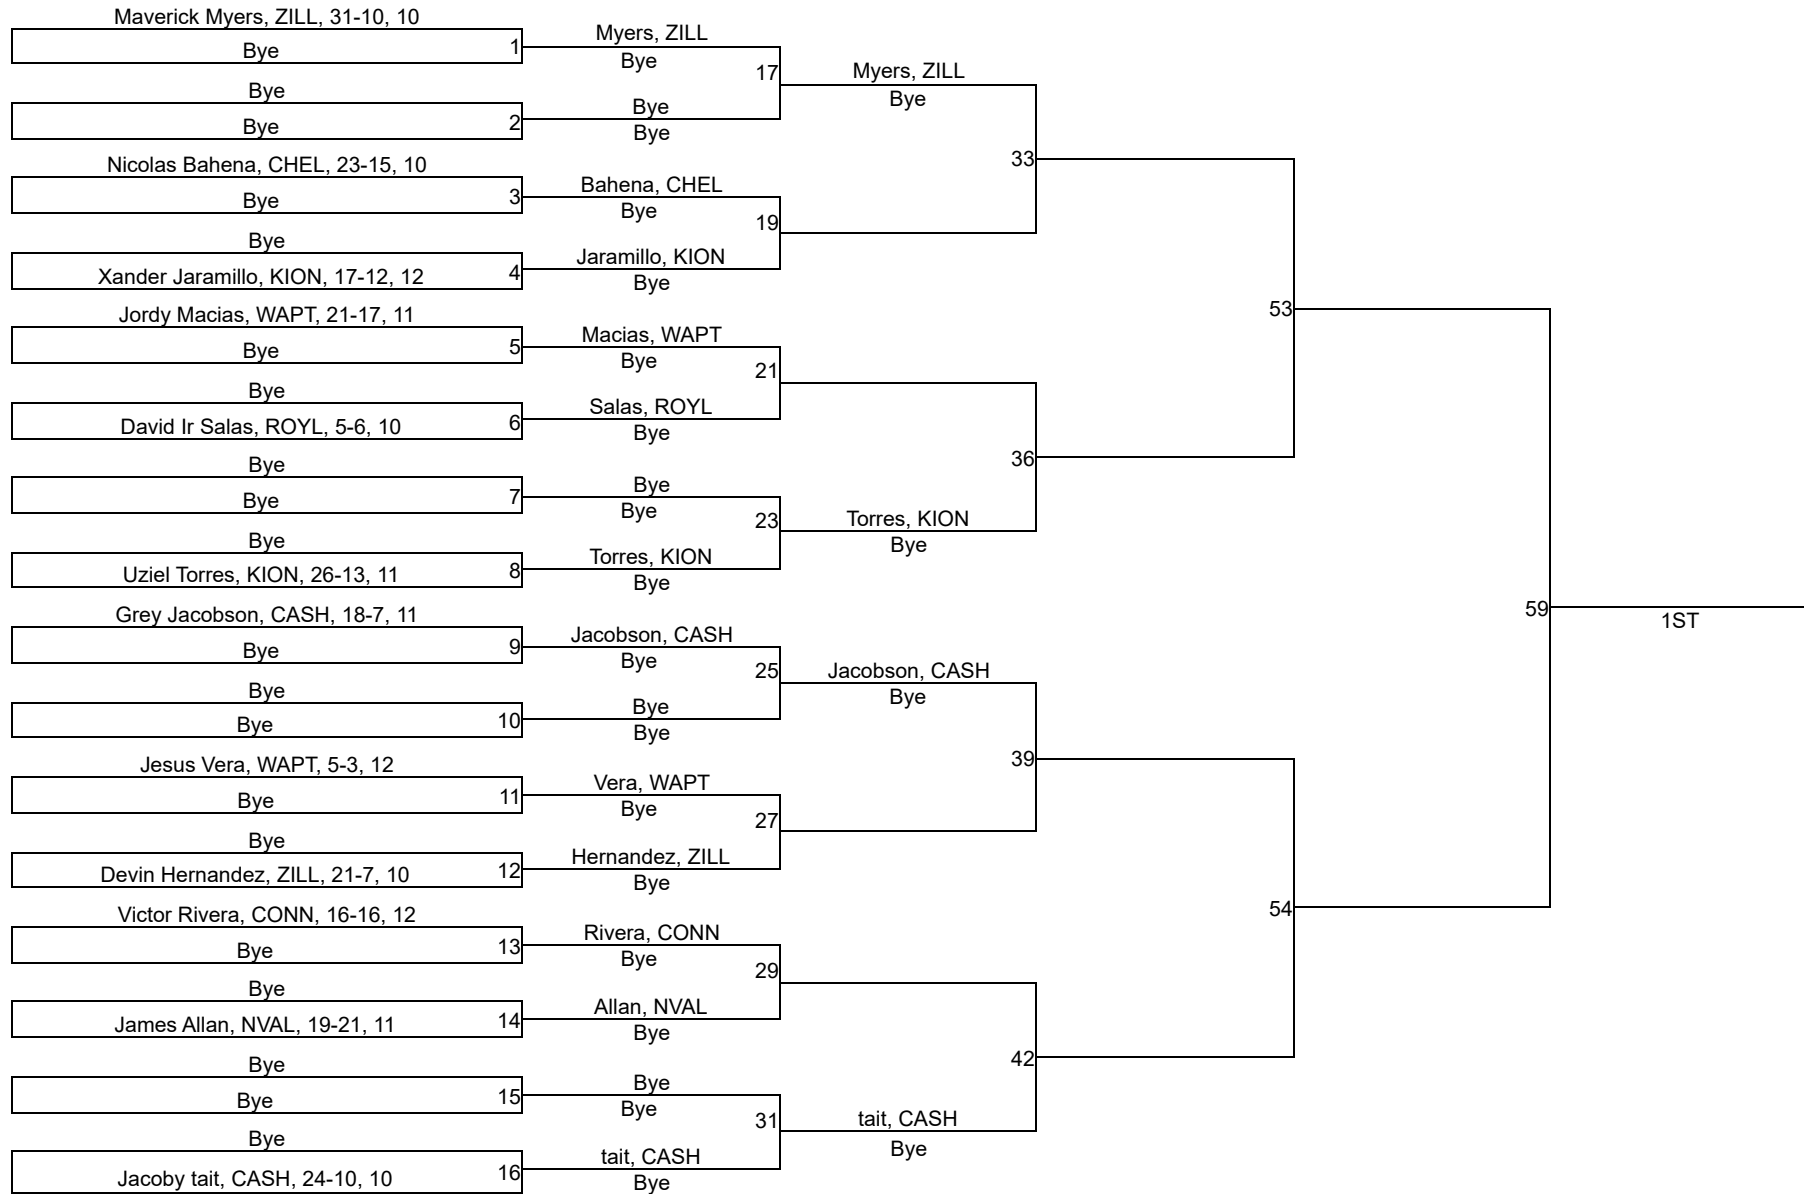 Maverick Myers, ZILL, 31-10, 10
Bye
1
Bye
Bye
2
Nicolas Bahena, CHEL, 23-15, 10
Bye
3
Bye
Xander Jaramillo, KION, 17-12, 12
4
Jordy Macias, WAPT, 21-17, 11
Bye
5
Bye
David Ir Salas, ROYL, 5-6, 10
6
Bye
Bye
7
Bye
Uziel Torres, KION, 26-13, 11
8
Grey Jacobson, CASH, 18-7, 11
Bye
9
Bye
Bye
10
Jesus Vera, WAPT, 5-3, 12
Bye
11
Bye
Devin Hernandez, ZILL, 21-7, 10
12
Victor Rivera, CONN, 16-16, 12
Bye
13
Bye
James Allan, NVAL, 19-21, 11
14
Bye
Bye
15
Bye
Jacoby tait, CASH, 24-10, 10
16
Myers, ZILL
Bye
17
Bye
Bye
Bahena, CHEL
Bye
19
Jaramillo, KION
Bye
Macias, WAPT
Bye
21
Salas, ROYL
Bye
Bye
Bye
23
Torres, KION
Bye
Jacobson, CASH
Bye
25
Bye
Bye
Vera, WAPT
Bye
27
Hernandez, ZILL
Bye
Rivera, CONN
Bye
29
Allan, NVAL
Bye
Bye
Bye
31
tait, CASH
Bye
Myers, ZILL
Bye
33
36
Torres, KION
Bye
Jacobson, CASH
Bye
39
42
tait, CASH
Bye
53
54
59
1ST